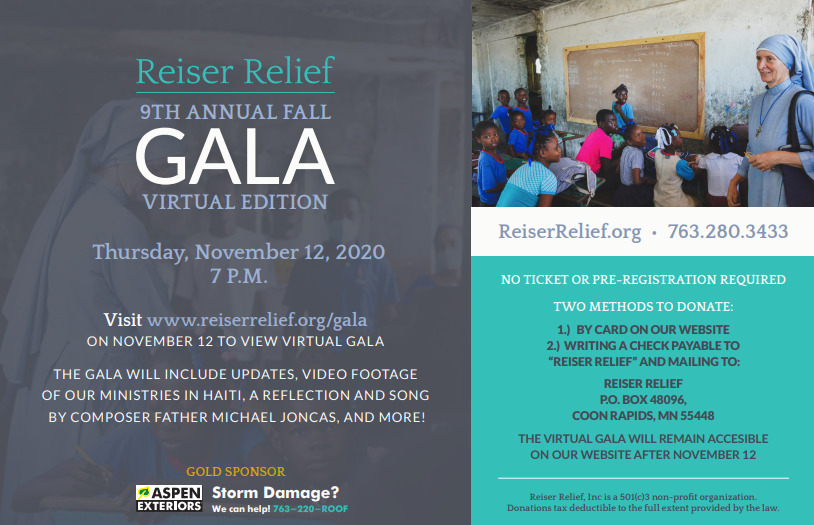 Reiser Relief
9TH ANNUAL FALL
GALA
VIRTUAL EDITION
Thursday, November 12, 2020
7 P.M.
Visit www.reiserrelief.org/gala
ON NOVEMBER 12 TO VIEW VIRTUAL GALA
THE GALA WILL INCLUDE UPDATES, VIDEO FOOTAGE
OF OUR MINISTRIES IN HAITI, A REFLECTION AND SONG
BY COMPOSER FATHER MICHAEL JONCAS, AND MORE!
GOLD SPONSOR
ASPEN
EXTERIORS
Storm Damage?
We can help! 763–220–ROOF
ReiserRelief.org • 763.280.3433
NO TICKET OR PRE-REGISTRATION REQUIRED
TWO METHODS TO DONATE:
1.) BY CARD ON OUR WEBSITE
2.) WRITING A CHECK PAYABLE TO
“REISER RELIEF” AND MAILING TO:
REISER RELIEF
P.O. BOX 48096,
COON RAPIDS, MN 55448
THE VIRTUAL GALA WILL REMAIN ACCESIBLE
ON OUR WEBSITE AFTER NOVEMBER 12
Reiser Relief, Inc is a 501(c)3 non-profit organization.
Donations tax deductible to the full extent provided by the law.